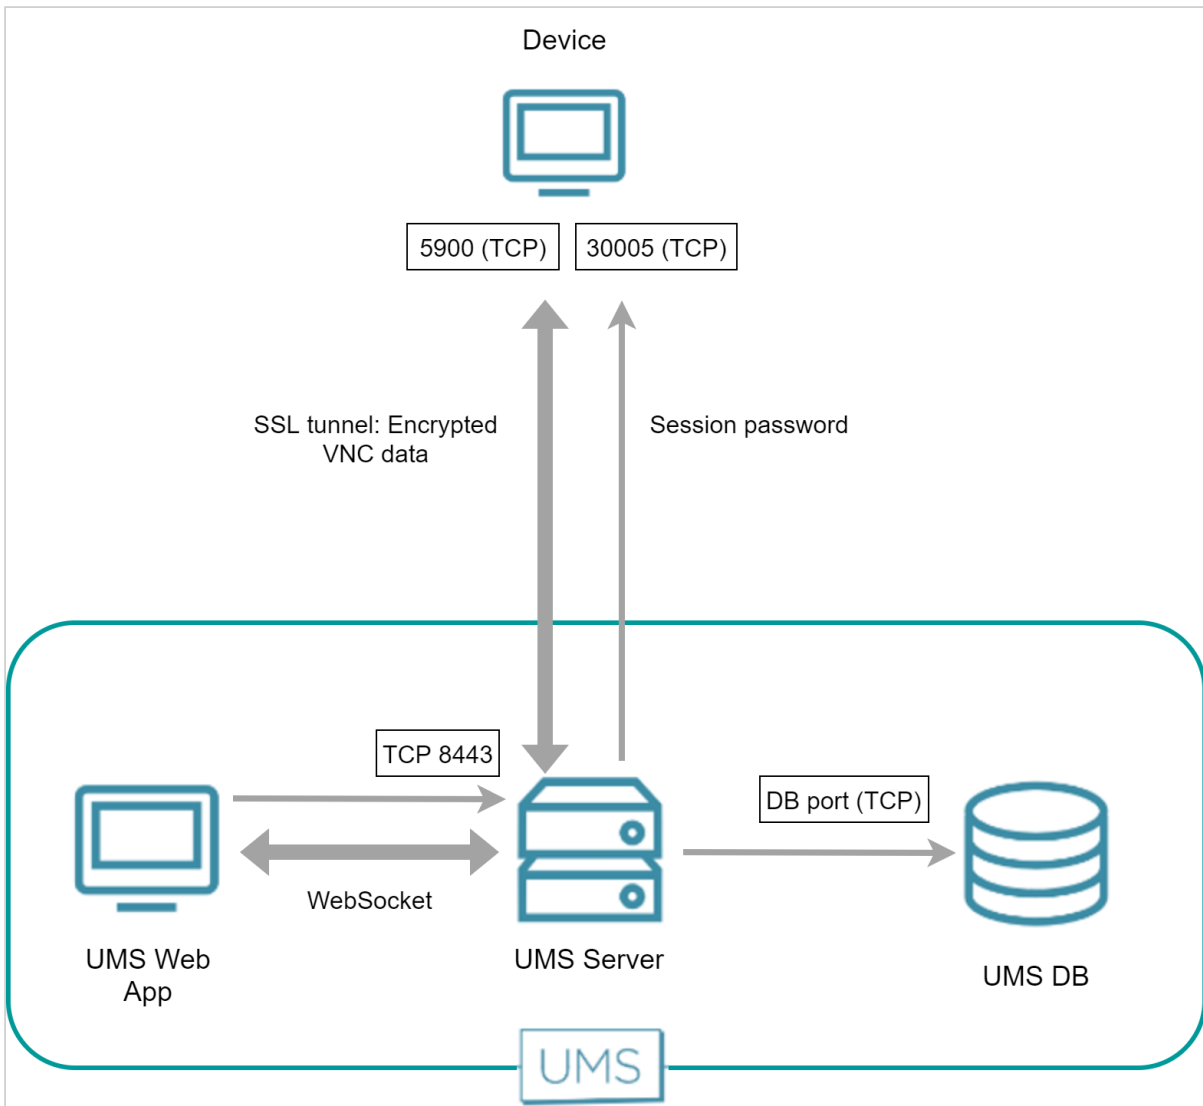 Device
5900 (TCP)
30005 (TCP)
SSL tunnel: Encrypted
VNC data
Session password
TCP 8443
DB port (TCP)
WebSocket
UMS Web
App
UMS Server
UMS DB
UMS